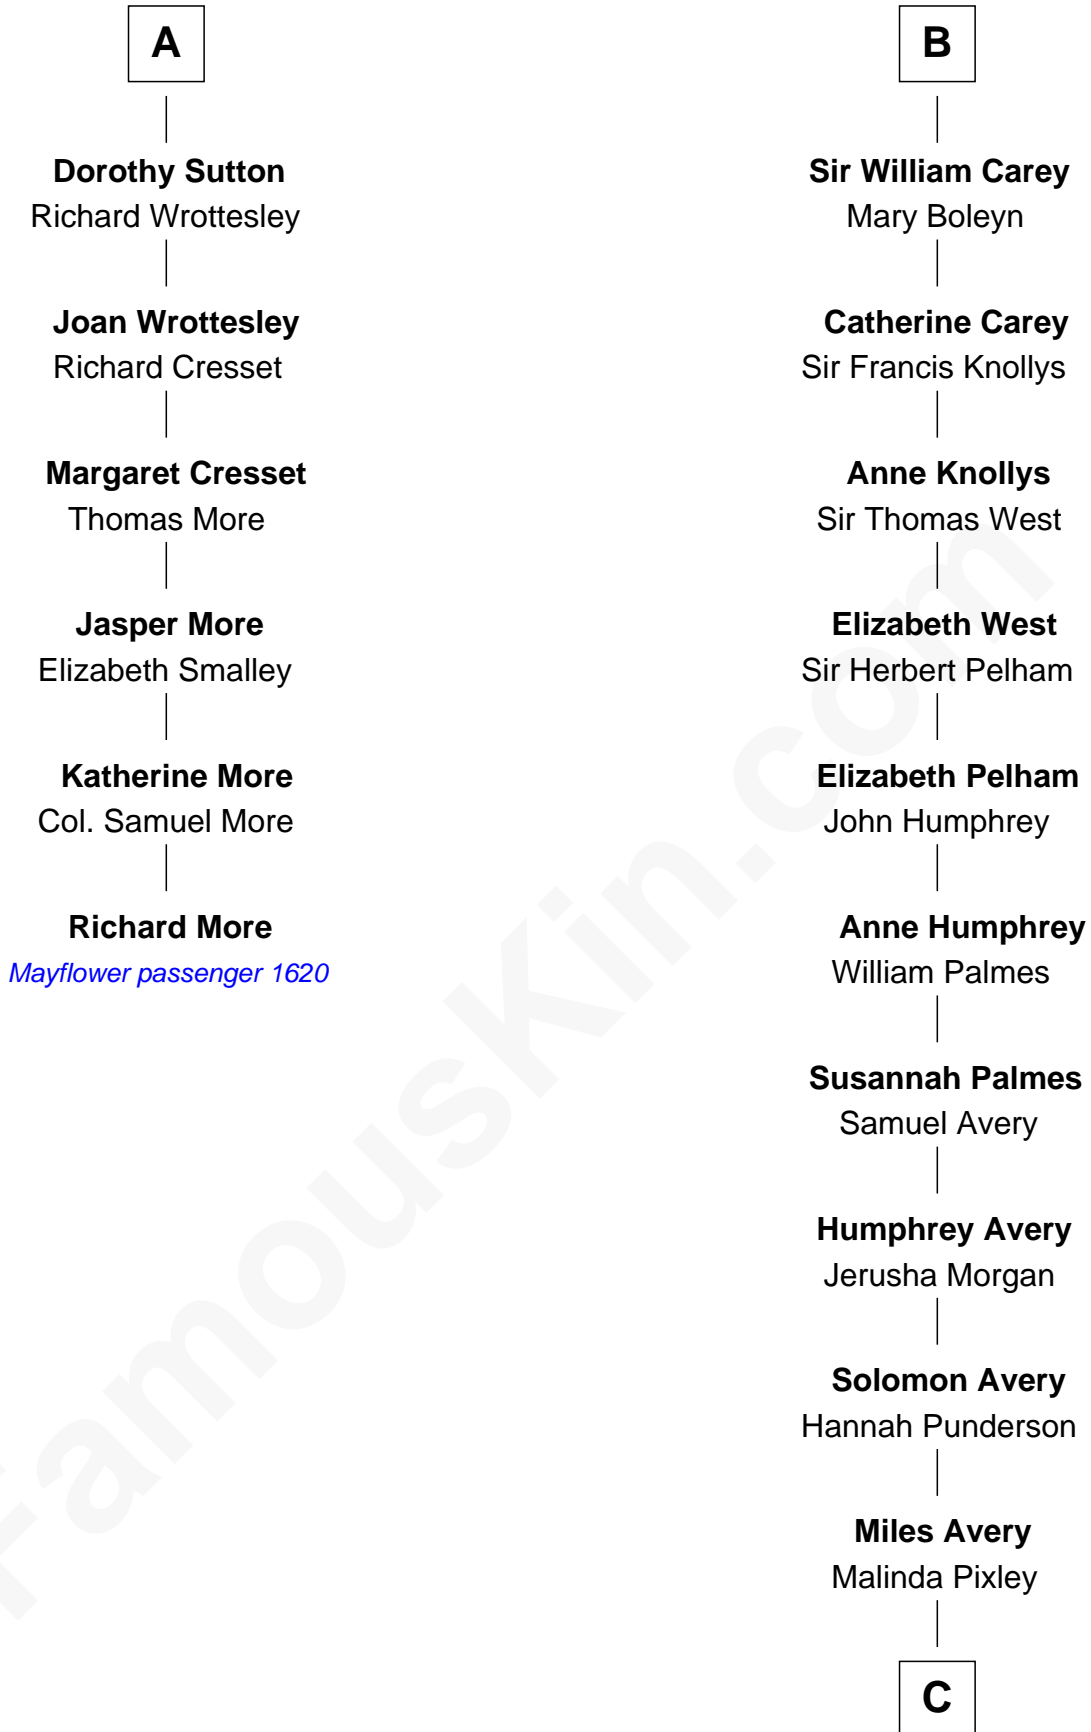 A
Dorothy Sutton
Richard Wrottesley
Joan Wrottesley
Richard Cresset
Margaret Cresset
Thomas More
Jasper More
Elizabeth Smalley
Katherine More
Col. Samuel More
Richard More
Mayflower passenger 1620
B
Sir William Carey
Mary Boleyn
Catherine Carey
Sir Francis Knollys
Anne Knollys
Sir Thomas West
Elizabeth West
Sir Herbert Pelham
Elizabeth Pelham
John Humphrey
Anne Humphrey
William Palmes
Susannah Palmes
Samuel Avery
Humphrey Avery
Jerusha Morgan
Solomon Avery
Hannah Punderson
Miles Avery
Malinda Pixley
C
FamousKin.com